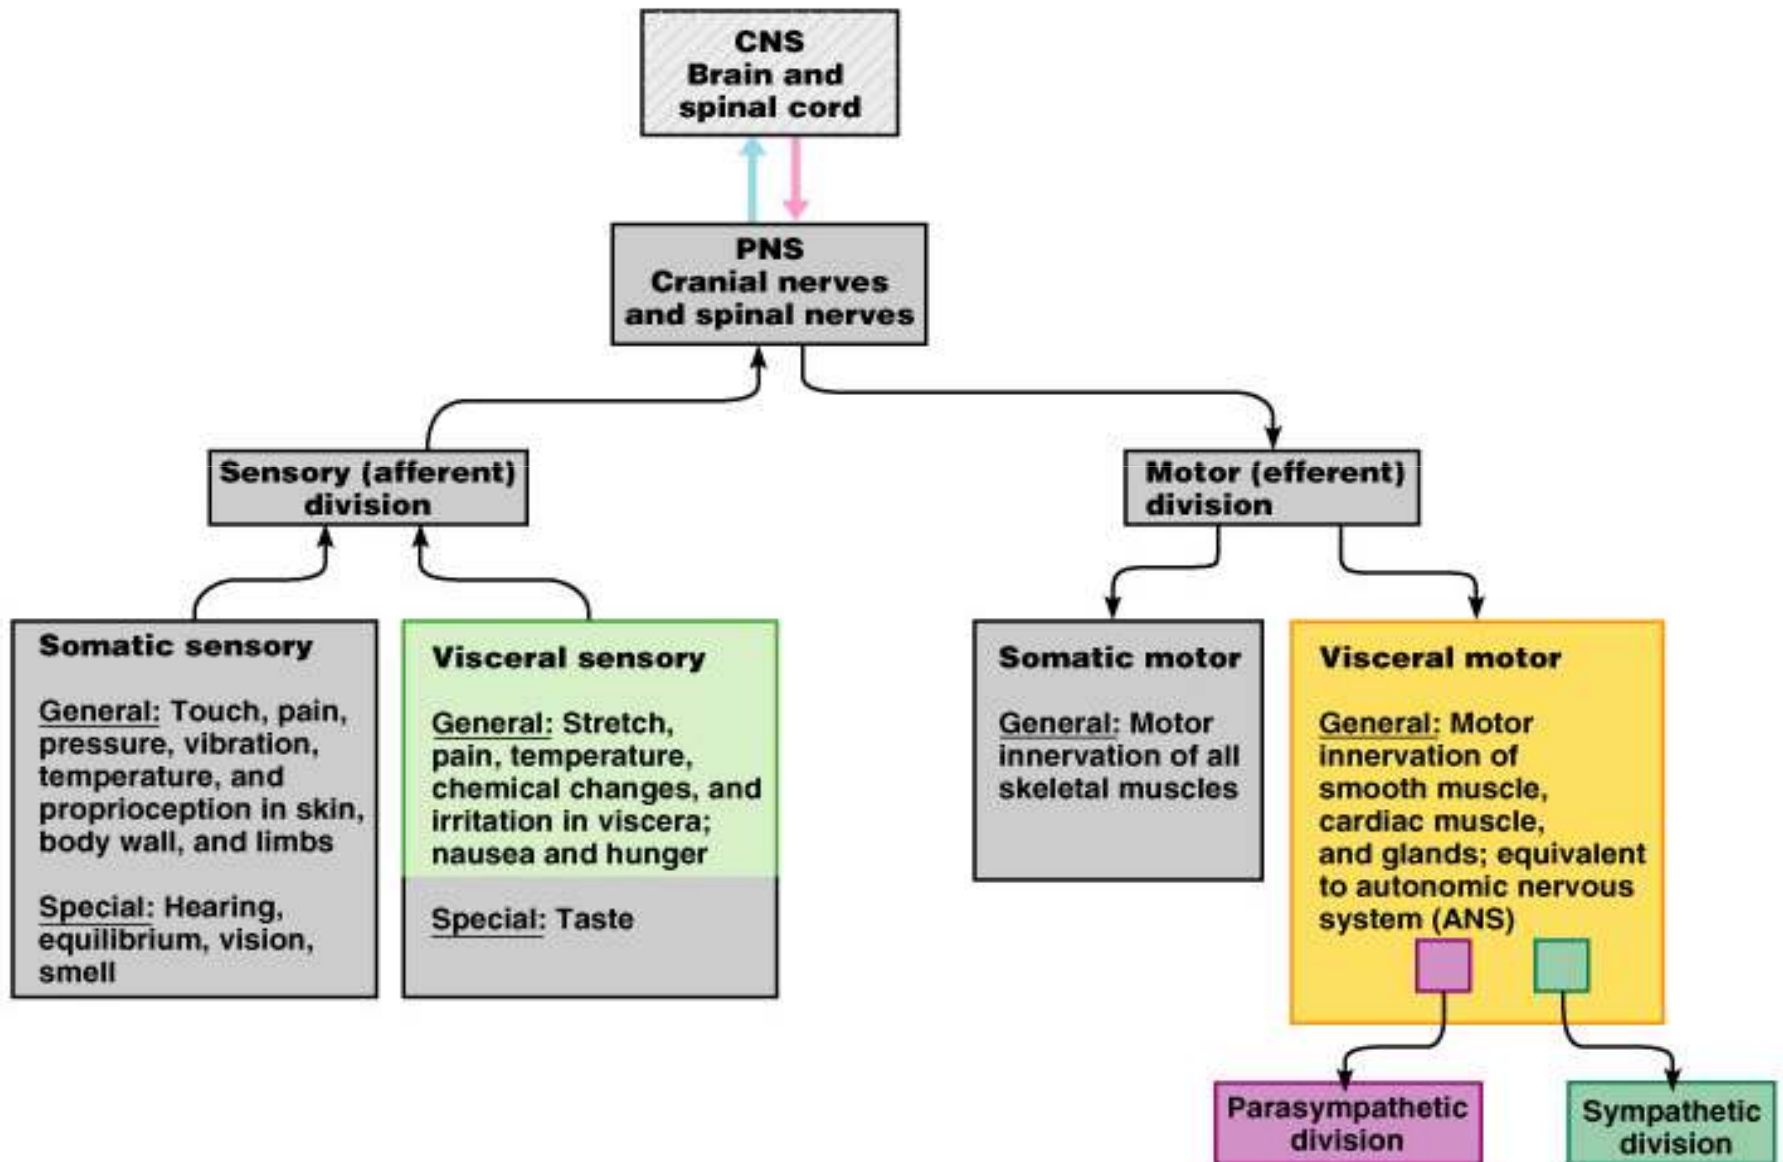 CNS
Brain and
spinal cord
PNS
Cranial nerves
and spinal nerves
Sensory (afferent)
division
Motor (efferent)
division
Somatic sensory
General: Touch, pain,
pressure, vibration,
temperature, and
proprioception in skin,
body wall, and limbs
Special: Hearing,
equilibrium, vision,
smell
Visceral sensory
General: Stretch,
pain, temperature,
chemical changes, and
irritation in viscera;
nausea and hunger
Special: Taste
Somatic motor
General: Motor
innervation of all
skeletal muscles
Visceral motor
General: Motor
innervation of
smooth muscle,
cardiac muscle,
and glands; equivalent
to autonomic nervous
system (ANS)
Parasympathetic
division
Sympathetic
division